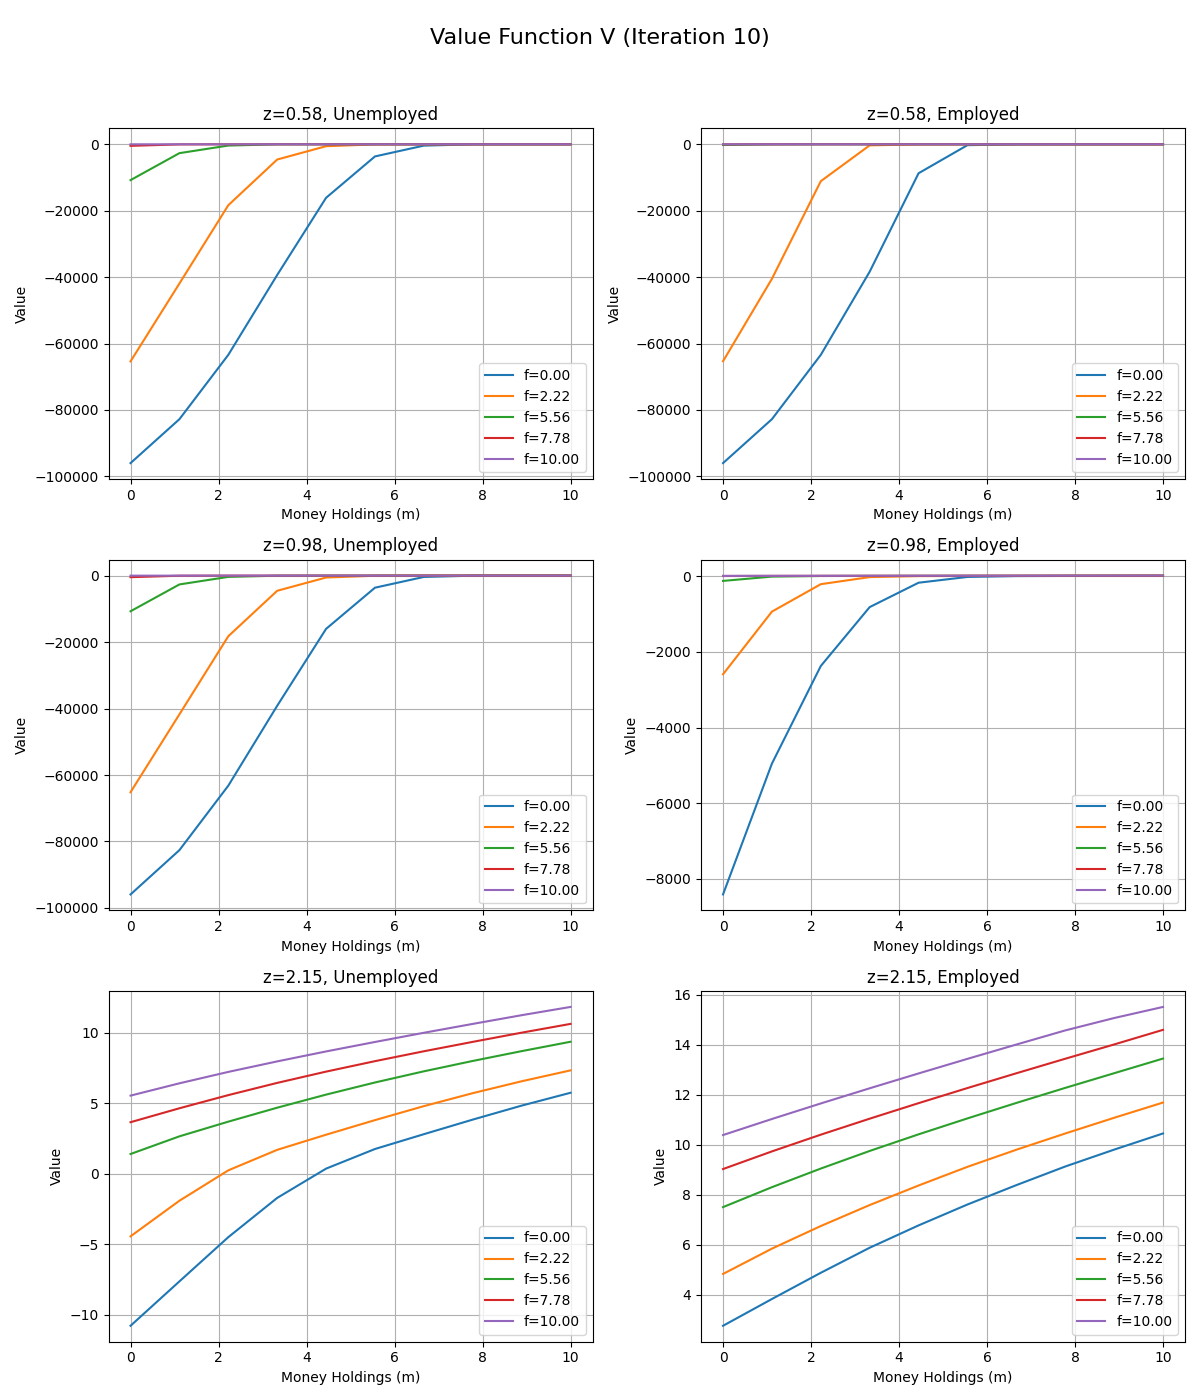 Value Function V (Iteration 10)
z=0.58, Unemployed
0
−20000
−40000
−60000
−80000
−100000
Value
0 2 4 6 8 10
Money Holdings (m)
f=0.00
f=2.22
f=5.56
f=7.78
f=10.00
z=0.58, Employed
0
−20000
−40000
−60000
−80000
−100000
Value
0 2 4 6 8 10
Money Holdings (m)
f=0.00
f=2.22
f=5.56
f=7.78
f=10.00
z=0.98, Unemployed
0
−20000
−40000
−60000
−80000
−100000
Value
0 2 4 6 8 10
Money Holdings (m)
f=0.00
f=2.22
f=5.56
f=7.78
f=10.00
z=0.98, Employed
0
−2000
−4000
−6000
−8000
Value
0 2 4 6 8 10
Money Holdings (m)
f=0.00
f=2.22
f=5.56
f=7.78
f=10.00
z=2.15, Unemployed
10
5
0
−5
−10
Value
0 2 4 6 8 10
Money Holdings (m)
f=0.00
f=2.22
f=5.56
f=7.78
f=10.00
z=2.15, Employed
16
14
12
10
8
6
4
Value
0 2 4 6 8 10
Money Holdings (m)
f=0.00
f=2.22
f=5.56
f=7.78
f=10.00